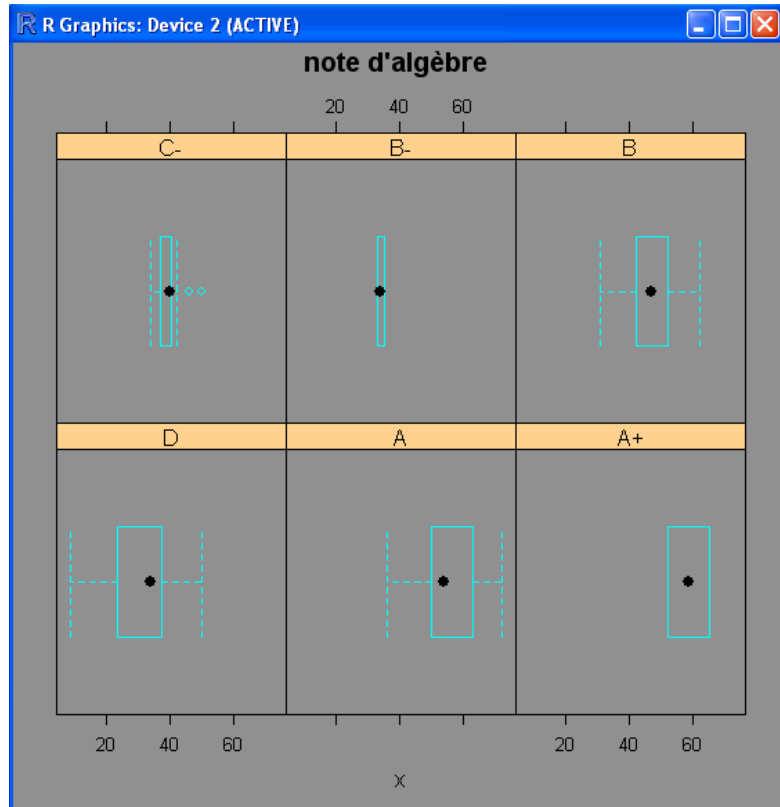 R Graphics: Device 2 (ACTIVE)
note d'algèbre
20 40 60
C- B- B
D A A+
20 40 60 20 40 60
x